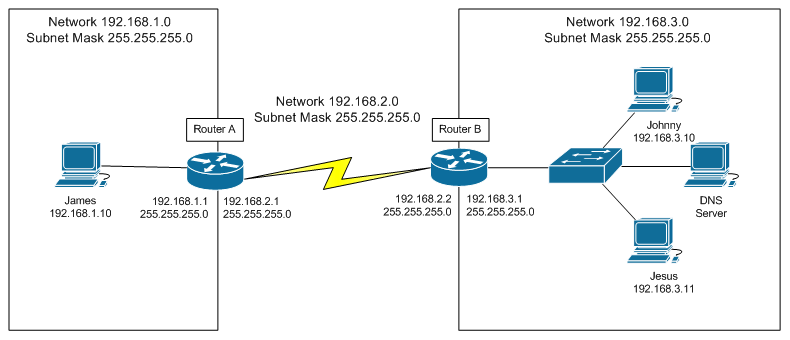 Network 192.168.1.0
Subnet Mask 255.255.255.0
Network 192.168.3.0
Subnet Mask 255.255.255.0
Network 192.168.2.0
Subnet Mask 255.255.255.0
Router A
Router B
James
192.168.1.10
192.168.1.1
255.255.255.0
192.168.2.1
255.255.255.0
192.168.2.2
255.255.255.0
192.168.3.1
255.255.255.0
Johnny
192.168.3.10
DNS
Server
Jesus
192.168.3.11